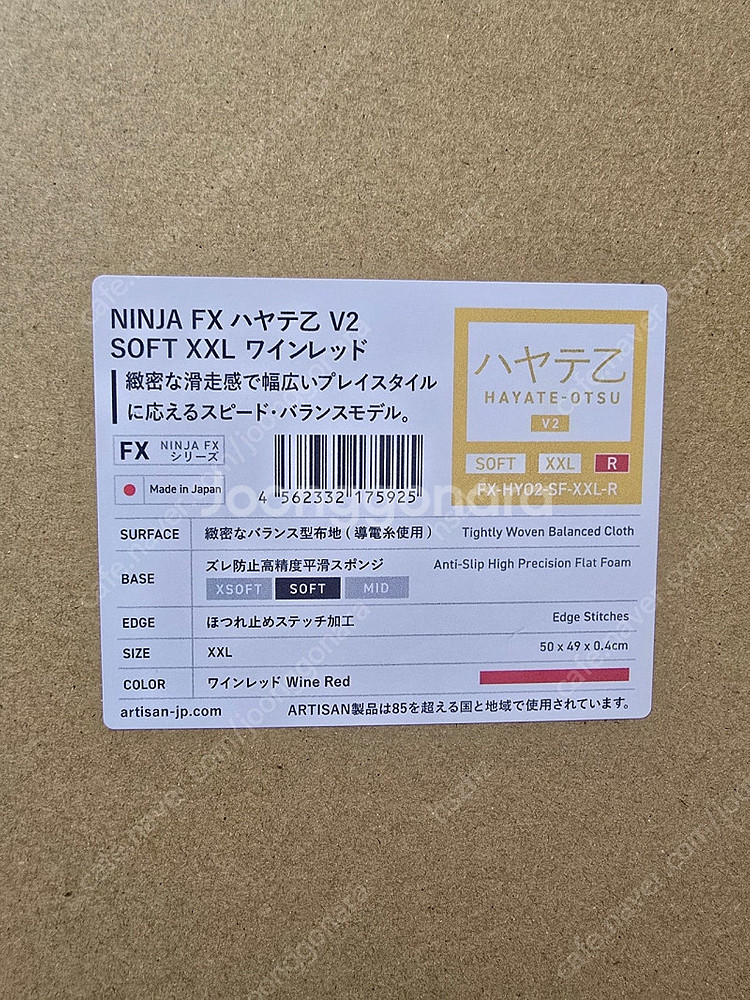 NINJA FX ハヤテ乙 V2
SOFT XXL ワインレッド
緻密な滑走感で幅広いプレイスタイル
に応えるスピード・バランスモデル。
FX NINJA FX シリーズ
Made in Japan
4 562332 175925
ハヤテ乙
HAYATE-OTSU
V2
SOFT XXL R
FX-HY02-SF-XXL-R
SURFACE 緻密なバランス型布地 ( 導電糸使用 ) Tightly Woven Balanced Cloth
BASE ズレ防止高精度平滑スポンジ Anti-Slip High Precision Flat Foam
XSOFT SOFT MID
EDGE ほつれ止めステッチ加工 Edge Stitches
SIZE XXL 50 x 49 x 0.4cm
COLOR ワインレッド Wine Red
artisan-jp.com ARTISAN製品は85を超える国と地域で使用されています。
Joonggonara